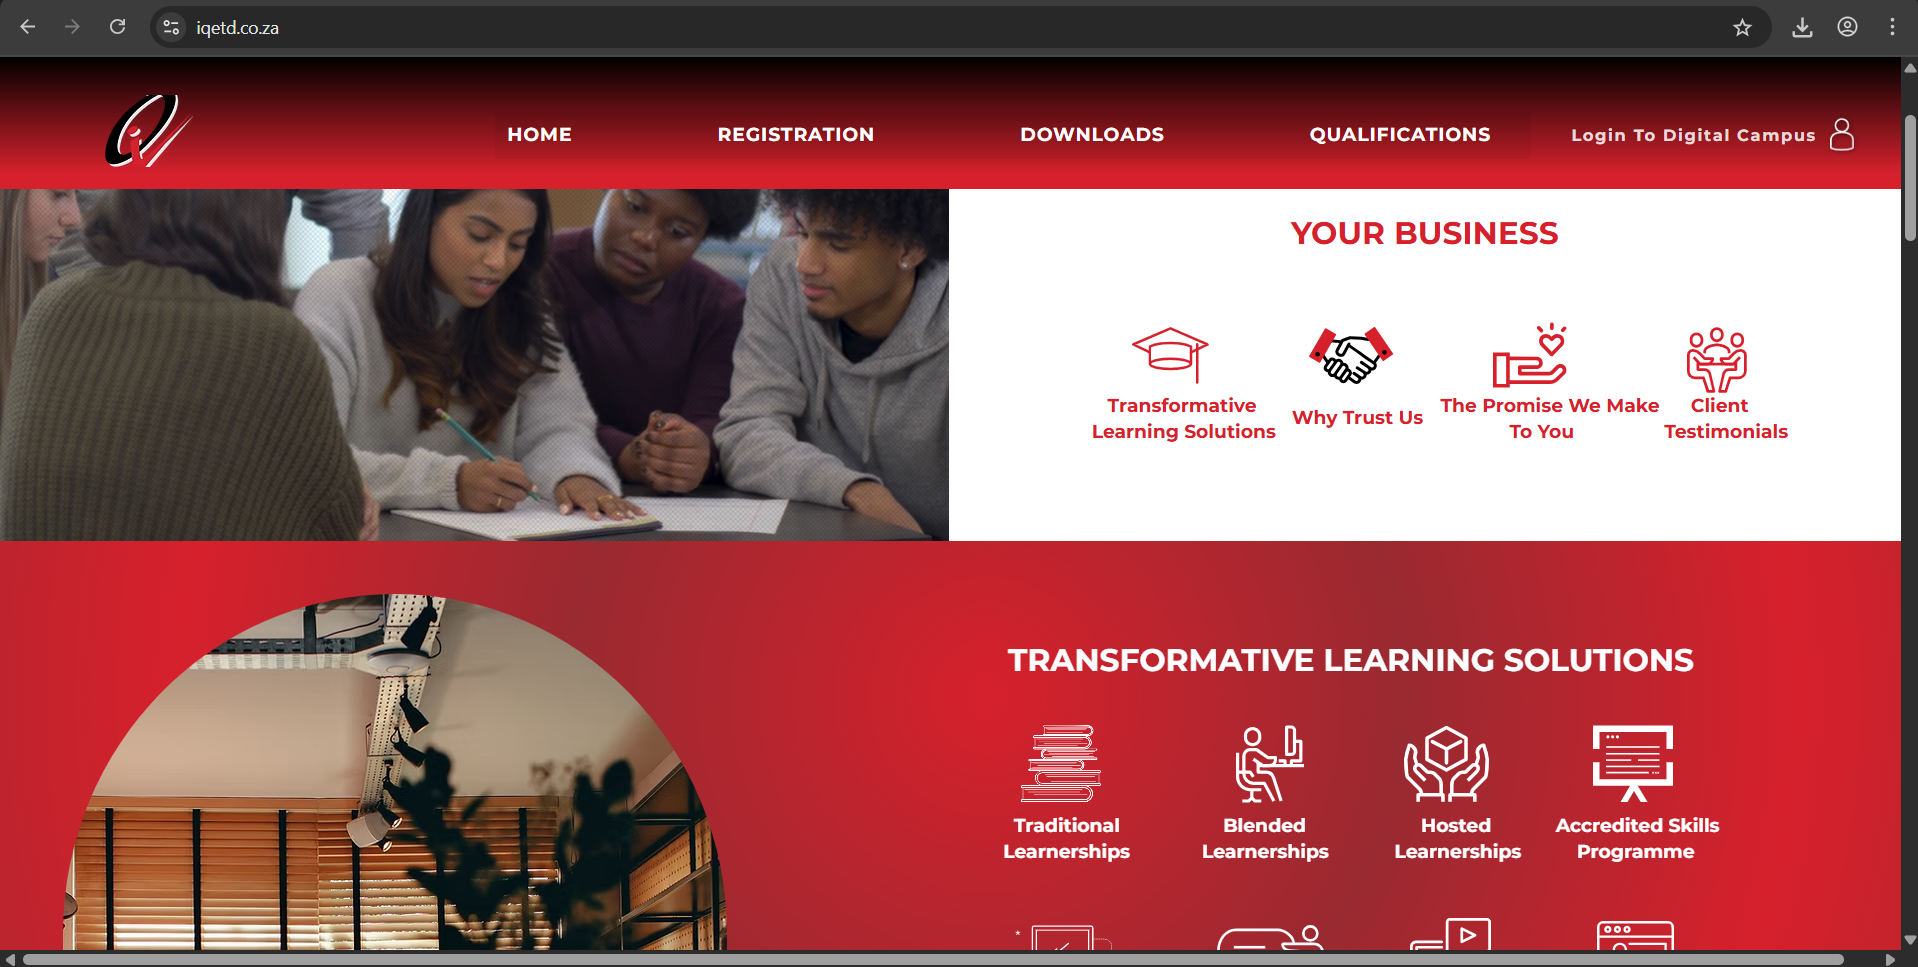 iqetd.co.za
HOME
REGISTRATION
DOWNLOADS
QUALIFICATIONS
Login To Digital Campus
YOUR BUSINESS
Transformative
Learning Solutions
Why Trust Us
The Promise We Make
To You
Client
Testimonials
TRANSFORMATIVE LEARNING SOLUTIONS
Traditional
Learnerships
Blended
Learnerships
Hosted
Learnerships
Accredited Skills
Programme